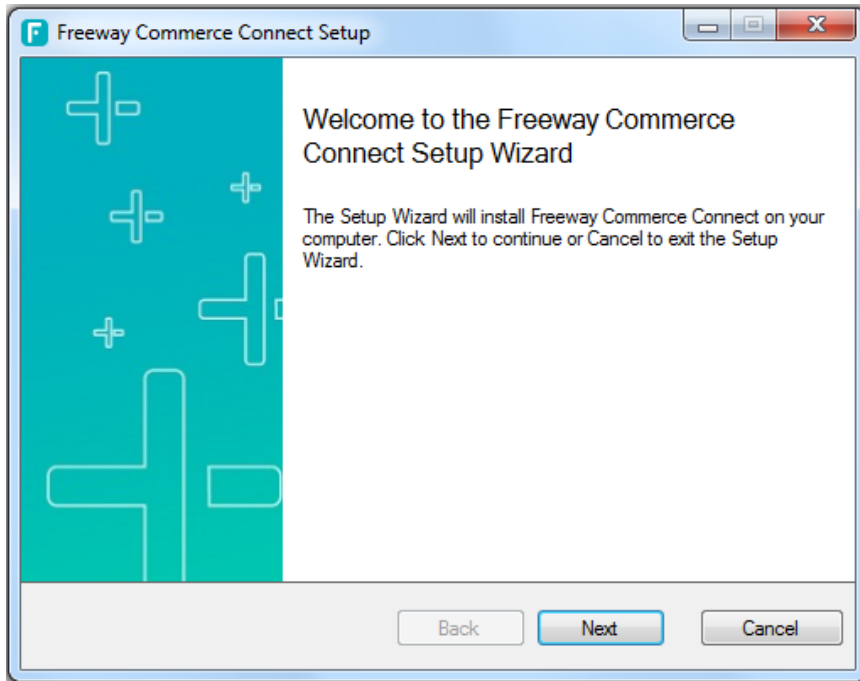 Freeway Commerce Connect Setup
Welcome to the Freeway Commerce
Connect Setup Wizard
The Setup Wizard will install Freeway Commerce Connect on your
computer. Click Next to continue or Cancel to exit the Setup
Wizard.
Back
Next
Cancel